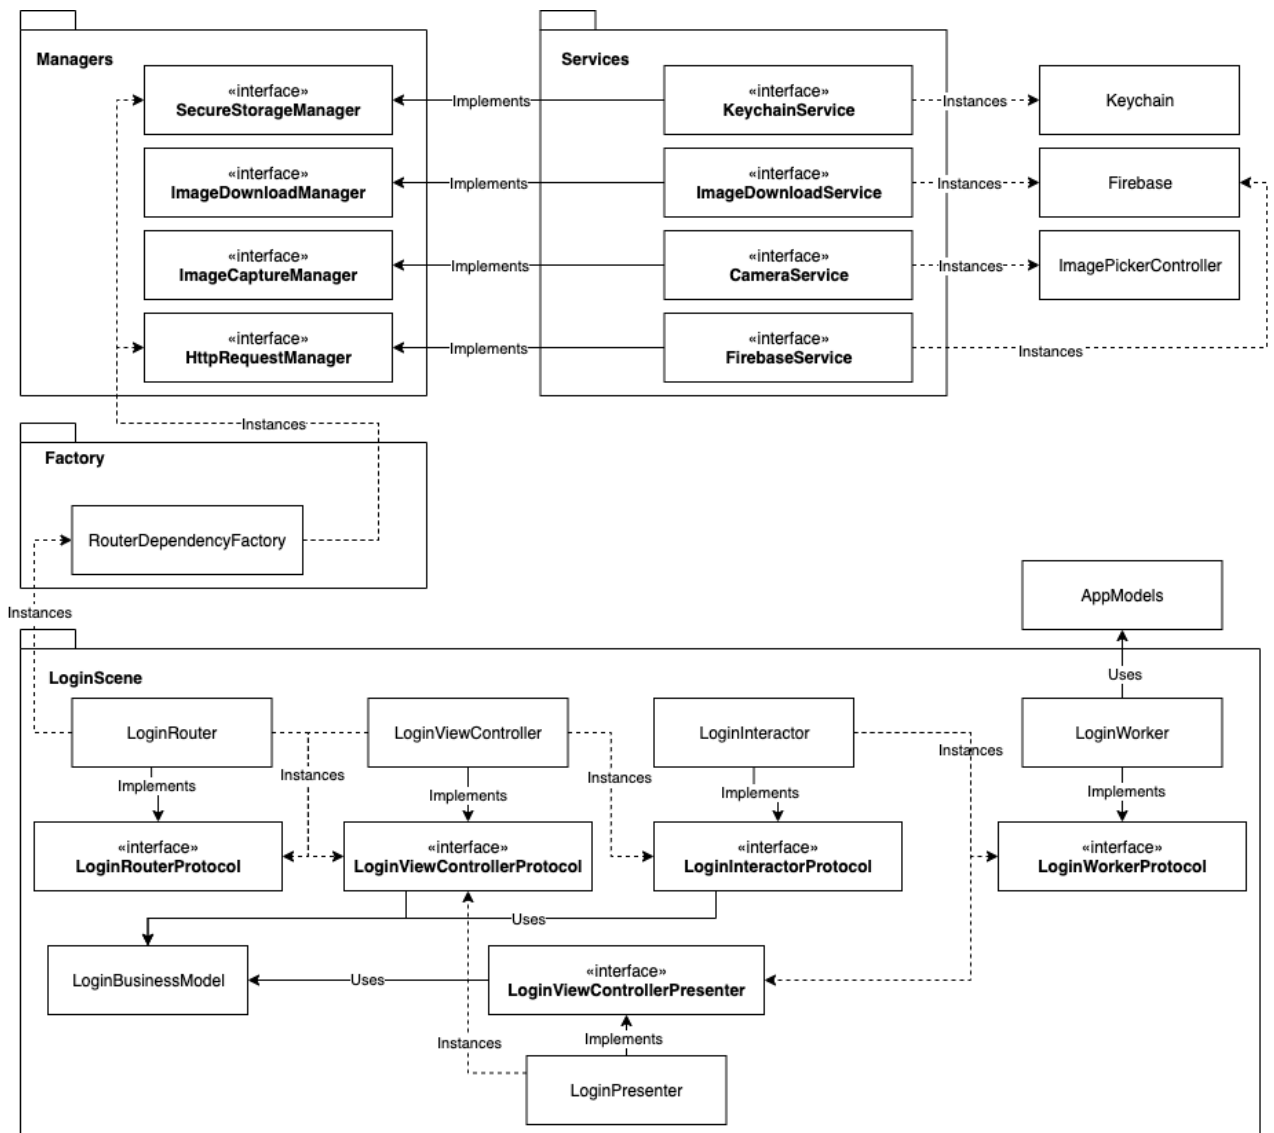 Managers
Services
«interface»
SecureStorageManager
Implements
«interface»
KeychainService
Instances
Keychain
«interface»
ImageDownloadManager
Implements
«interface»
ImageDownloadService
Instances
Firebase
«interface»
ImageCaptureManager
Implements
«interface»
CameraService
Instances
ImagePickerController
«interface»
HttpRequestManager
Implements
«interface»
FirebaseService
Instances
Instances
Factory
RouterDependencyFactory
Instances
AppModels
Uses
LoginScene
LoginRouter
LoginViewController
LoginInteractor
LoginWorker
Instances
Instances
Instances
Implements
Implements
Implements
Implements
«interface»
LoginRouterProtocol
«interface»
LoginViewControllerProtocol
«interface»
LoginInteractorProtocol
«interface»
LoginWorkerProtocol
Uses
LoginBusinessModel
Uses
«interface»
LoginViewControllerPresenter
Instances
Implements
LoginPresenter